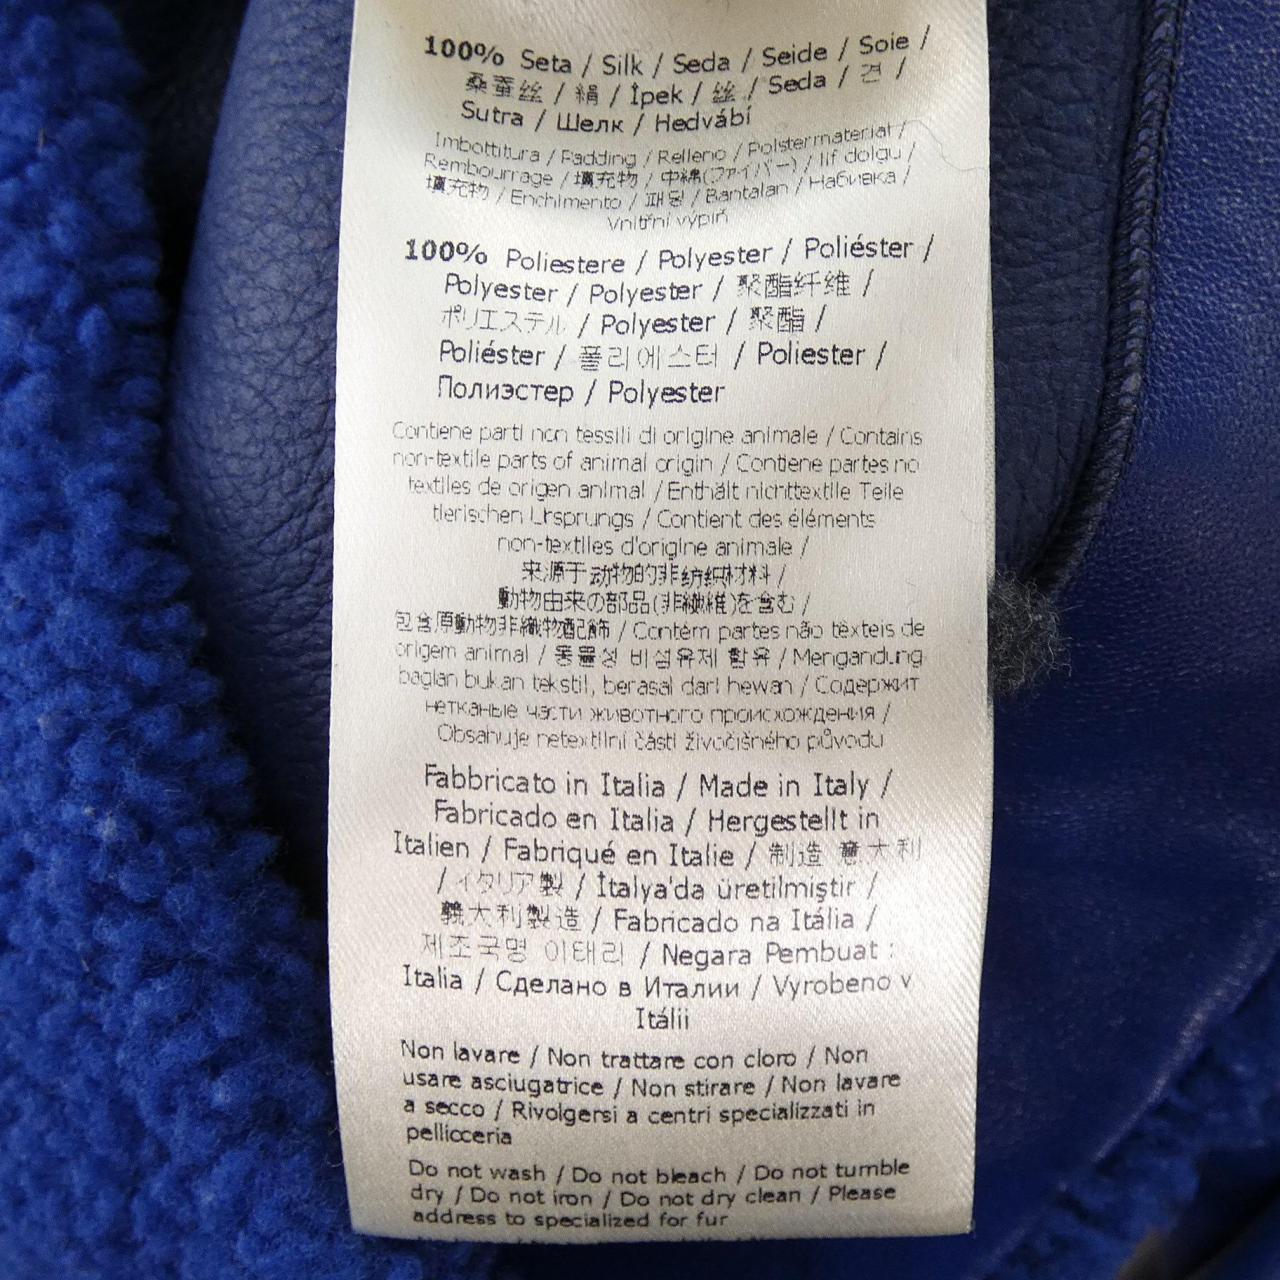 100% Seta / Silk / Seda / Seide / Soie /
桑蚕丝 / 絹 / İpek / 丝 / Seda / 견 /
Sutra / Шелк / Hedvábí
Imbottitura / Padding / Relleno / Polstermaterial /
Rembourrage / 填充物 / 中綿(ファイバー) / lif dolgu /
填充物 / Enchimento / 패딩 / Bantalan / Набивка /
Vnitřní výplň
100% Poliestere / Polyester / Poliéster /
Polyester / Polyester / 聚酯纤维 /
ポリエステル / Polyester / 聚酯 /
Poliéster / 폴리에스터 / Poliester /
Полиэстер / Polyester
Contiene parti non tessili di origine animale / Contains
non-textile parts of animal origin / Contiene partes no
textiles de origen animal / Enthält nichttextile Teile
tierischen Ursprungs / Contient des éléments
non-textiles d'origine animale /
来源于动物的非纺织材料 /
動物由来の部品(非繊維)を含む /
包含原動物非織物配飾 / Contém partes não têxteis de
origem animal / 동물성 비섬유제 함유 / Mengandung
bagian bukan tekstil, berasal dari hewan / Содержит
нетканые части животного происхождения /
Obsahuje netextilní části živočišného původu
Fabbricato in Italia / Made in Italy /
Fabricado en Italia / Hergestellt in
Italien / Fabriqué en Italie / 制造 意大利
/ イタリア製 / İtalya'da üretilmiştir /
義大利製造 / Fabricado na Itália /
제조국명 이태리 / Negara Pembuat :
Italia / Сделано в Италии / Vyrobeno v
Itálii
Non lavare / Non trattare con cloro / Non
usare asciugatrice / Non stirare / Non lavare
a secco / Rivolgersi a centri specializzati in
pellicceria
Do not wash / Do not bleach / Do not tumble
dry / Do not iron / Do not dry clean / Please
address to specialized for fur